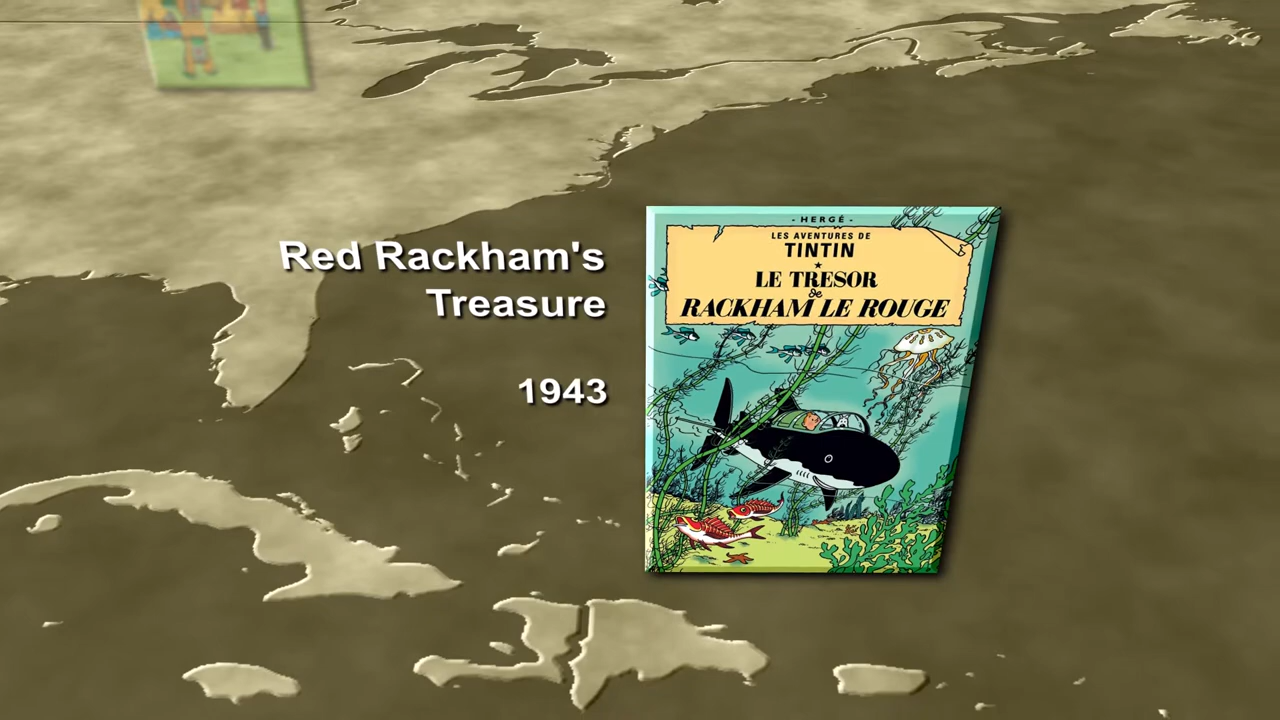 Red Rackham's
Treasure
1943
- HERGÉ -
LES AVENTURES DE
TINTIN
★
LE TRESOR
de
RACKHAM LE ROUGE